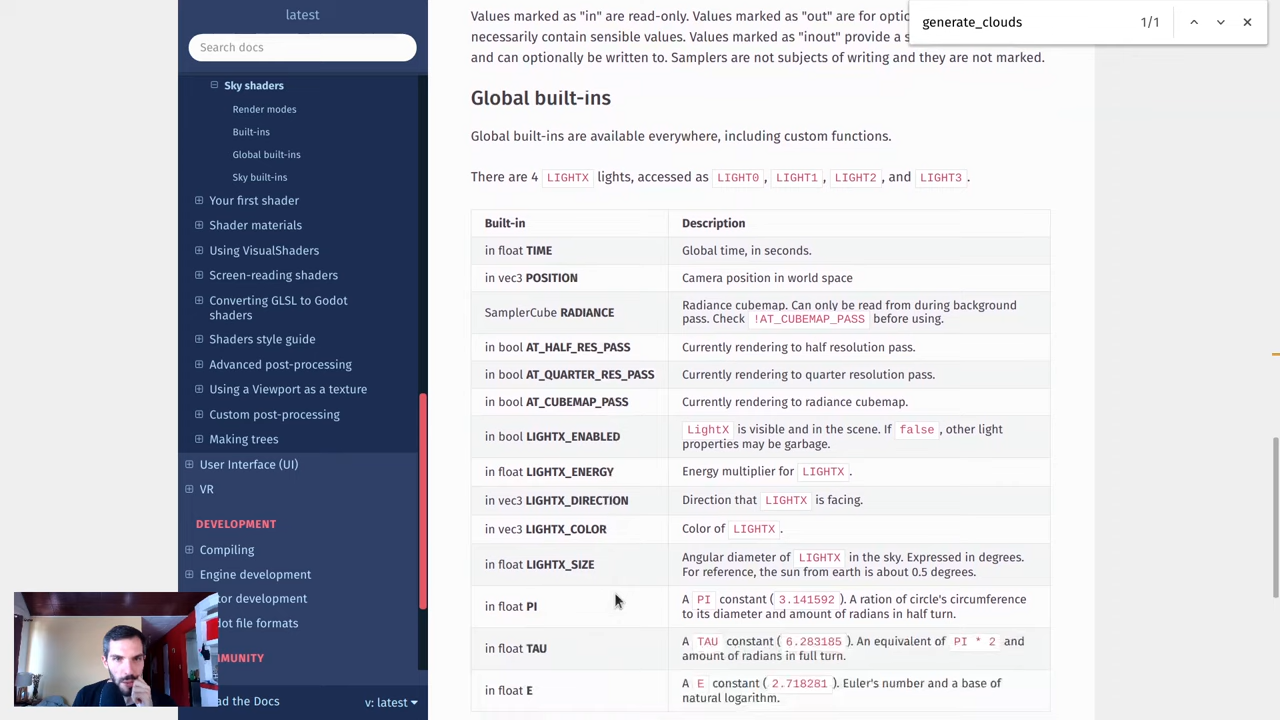 latest
Search docs
Sky shaders
Render modes
Built-ins
Global built-ins
Sky built-ins
Your first shader
Shader materials
Using VisualShaders
Screen-reading shaders
Converting GLSL to Godot
shaders
Shaders style guide
Advanced post-processing
Using a Viewport as a texture
Custom post-processing
Making trees
User Interface (UI)
VR
DEVELOPMENT
Compiling
Engine development
tor development
dot file formats
MUNITY
ad the Docs
v: latest
generate_clouds 1/1
Values marked as "in" are read-only. Values marked as "out" are for
necessarily contain sensible values. Values marked as "inout" provide a
and can optionally be written to. Samplers are not subjects of writing and they are not marked.
Global built-ins
Global built-ins are available everywhere, including custom functions.
There are 4 LIGHTX lights, accessed as LIGHT0, LIGHT1, LIGHT2, and LIGHT3.
Built-in Description
in float TIME Global time, in seconds.
in vec3 POSITION Camera position in world space
SamplerCube RADIANCE Radiance cubemap. Can only be read from during background
pass. Check !AT_CUBEMAP_PASS before using.
in bool AT_HALF_RES_PASS Currently rendering to half resolution pass.
in bool AT_QUARTER_RES_PASS Currently rendering to quarter resolution pass.
in bool AT_CUBEMAP_PASS Currently rendering to radiance cubemap.
in bool LIGHTX_ENABLED LightX is visible and in the scene. If false, other light
properties may be garbage.
in float LIGHTX_ENERGY Energy multiplier for LIGHTX.
in vec3 LIGHTX_DIRECTION Direction that LIGHTX is facing.
in vec3 LIGHTX_COLOR Color of LIGHTX.
in float LIGHTX_SIZE Angular diameter of LIGHTX in the sky. Expressed in degrees.
For reference, the sun from earth is about 0.5 degrees.
in float PI A PI constant ( 3.141592 ). A ration of circle's circumference
to its diameter and amount of radians in half turn.
in float TAU A TAU constant ( 6.283185 ). An equivalent of PI * 2 and
amount of radians in full turn.
in float E A E constant ( 2.718281 ). Euler's number and a base of
natural logarithm.